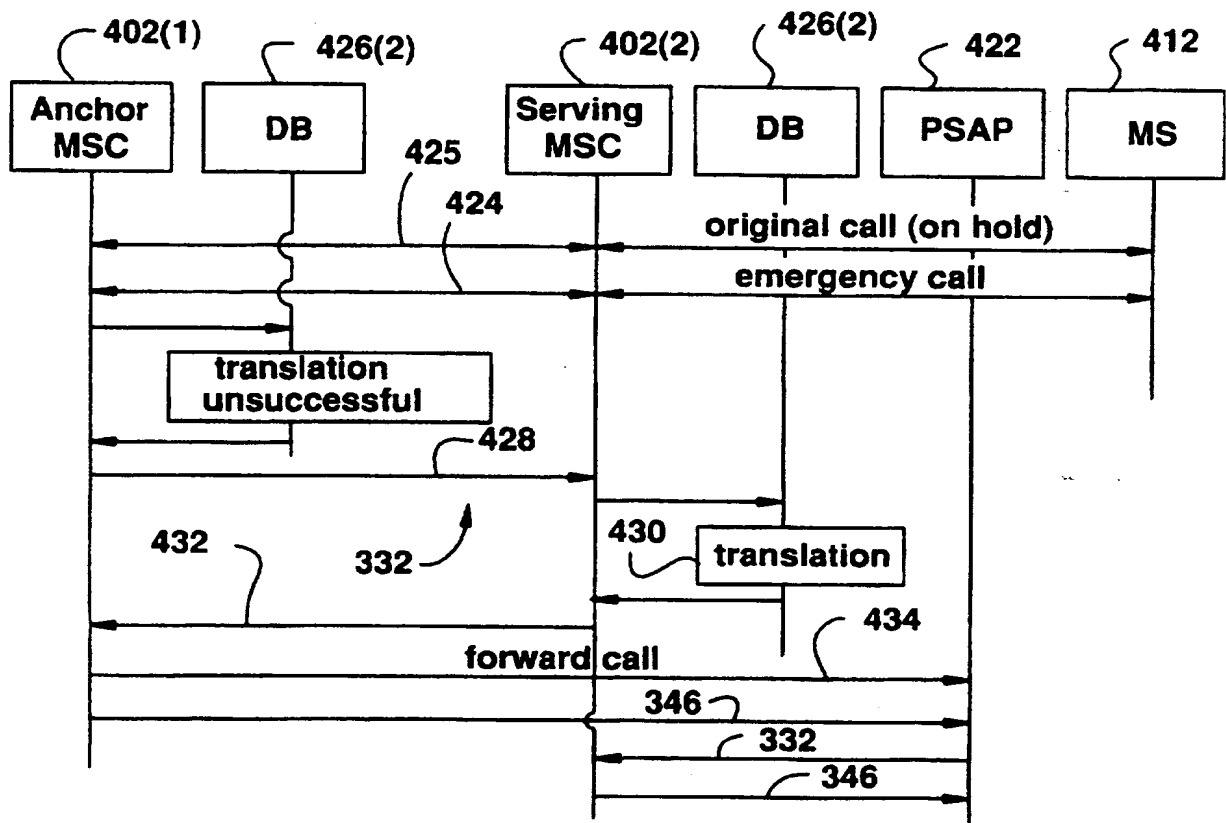 402(1)
426(2)
402(2)
426(2)
422
412
Anchor
MSC
DB
Serving
MSC
DB
PSAP
MS
425
424
original call (on hold)
emergency call
translation
unsuccessful
428
432
332
430
translation
434
forward call
346
332
346